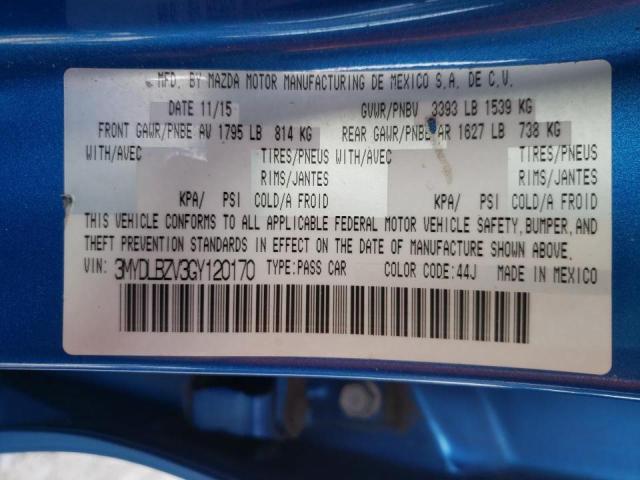 MFD. BY MAZDA MOTOR MANUFACTURING DE MEXICO S.A. DE C.V.
DATE 11/15 GVWR/PNBV 3393 LB 1539 KG
FRONT GAWR/PNBE AV 1795 LB 814 KG REAR GAWR/PNBE AR 1627 LB 738 KG
WITH/AVEC TIRES/PNEUS WITH/AVEC TIRES/PNEUS
RIMS/JANTES RIMS/JANTES
KPA/ PSI COLD/A FROID KPA/ PSI COLD/A FROID
THIS VEHICLE CONFORMS TO ALL APPLICABLE FEDERAL MOTOR VEHICLE SAFETY, BUMPER, AND
THEFT PREVENTION STANDARDS IN EFFECT ON THE DATE OF MANUFACTURE SHOWN ABOVE.
VIN: 3MYDLBZV3GY120170 TYPE: PASS CAR COLOR CODE: 44J MADE IN MEXICO